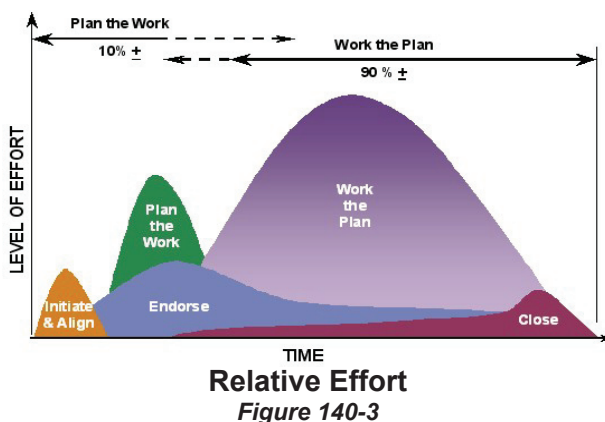 Plan the Work
10% ±
Work the Plan
90 % ±
LEVEL OF EFFORT
Plan
the
Work
Work
the
Plan
Initiate
& Align
Endorse
Close
TIME
Relative Effort
Figure 140-3